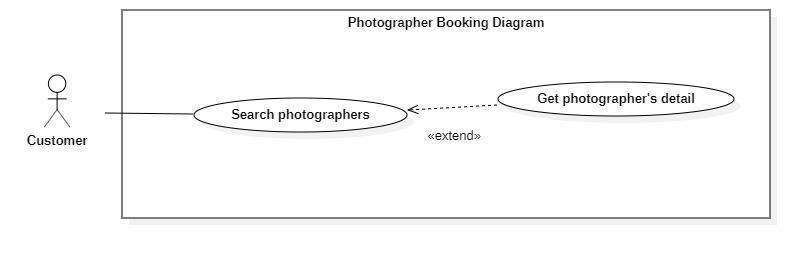 Photographer Booking Diagram
Get photographer's detail
Search photographers
«extend»
Customer